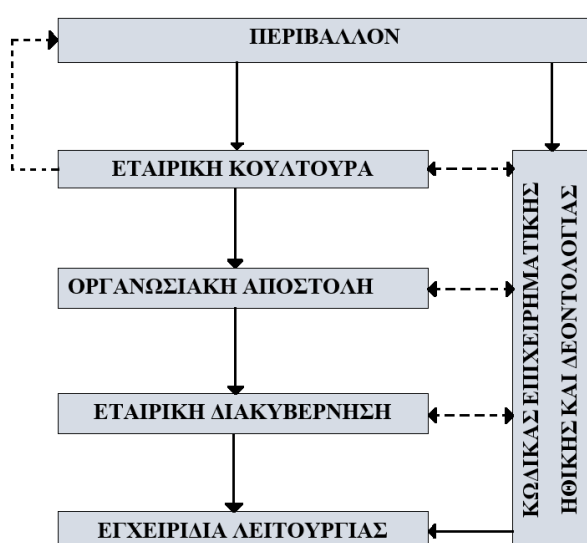 ΠΕΡΙΒΑΛΛΟΝ
ΕΤΑΙΡΙΚΗ ΚΟΥΛΤΟΥΡΑ
ΟΡΓΑΝΩΣΙΑΚΗ ΑΠΟΣΤΟΛΗ
ΕΤΑΙΡΙΚΗ ΔΙΑΚΥΒΕΡΝΗΣΗ
ΕΓΧΕΙΡΙΔΙΑ ΛΕΙΤΟΥΡΓΙΑΣ
ΚΩΔΙΚΑΣ ΕΠΙΧΕΙΡΗΜΑΤΙΚΗΣ
ΗΘΙΚΗΣ ΚΑΙ ΔΕΟΝΤΟΛΟΓΙΑΣ